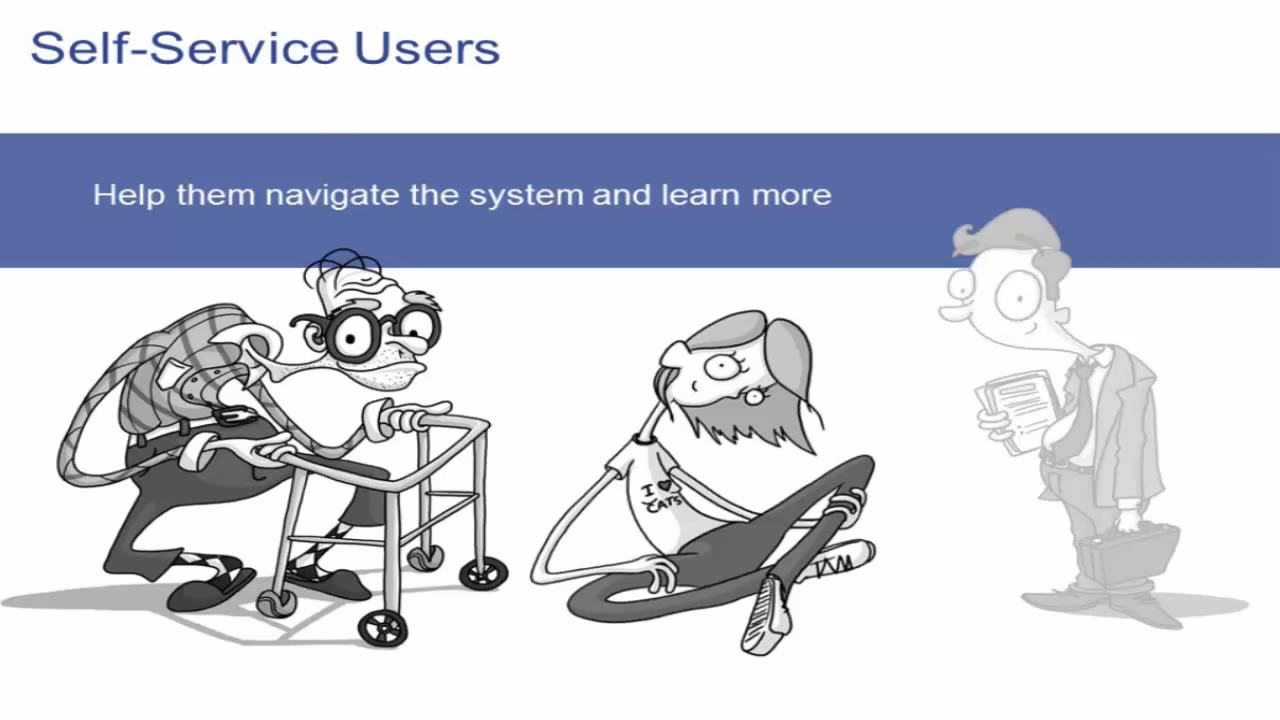 Self-Service Users
Help them navigate the system and learn more
I ♥
CATS